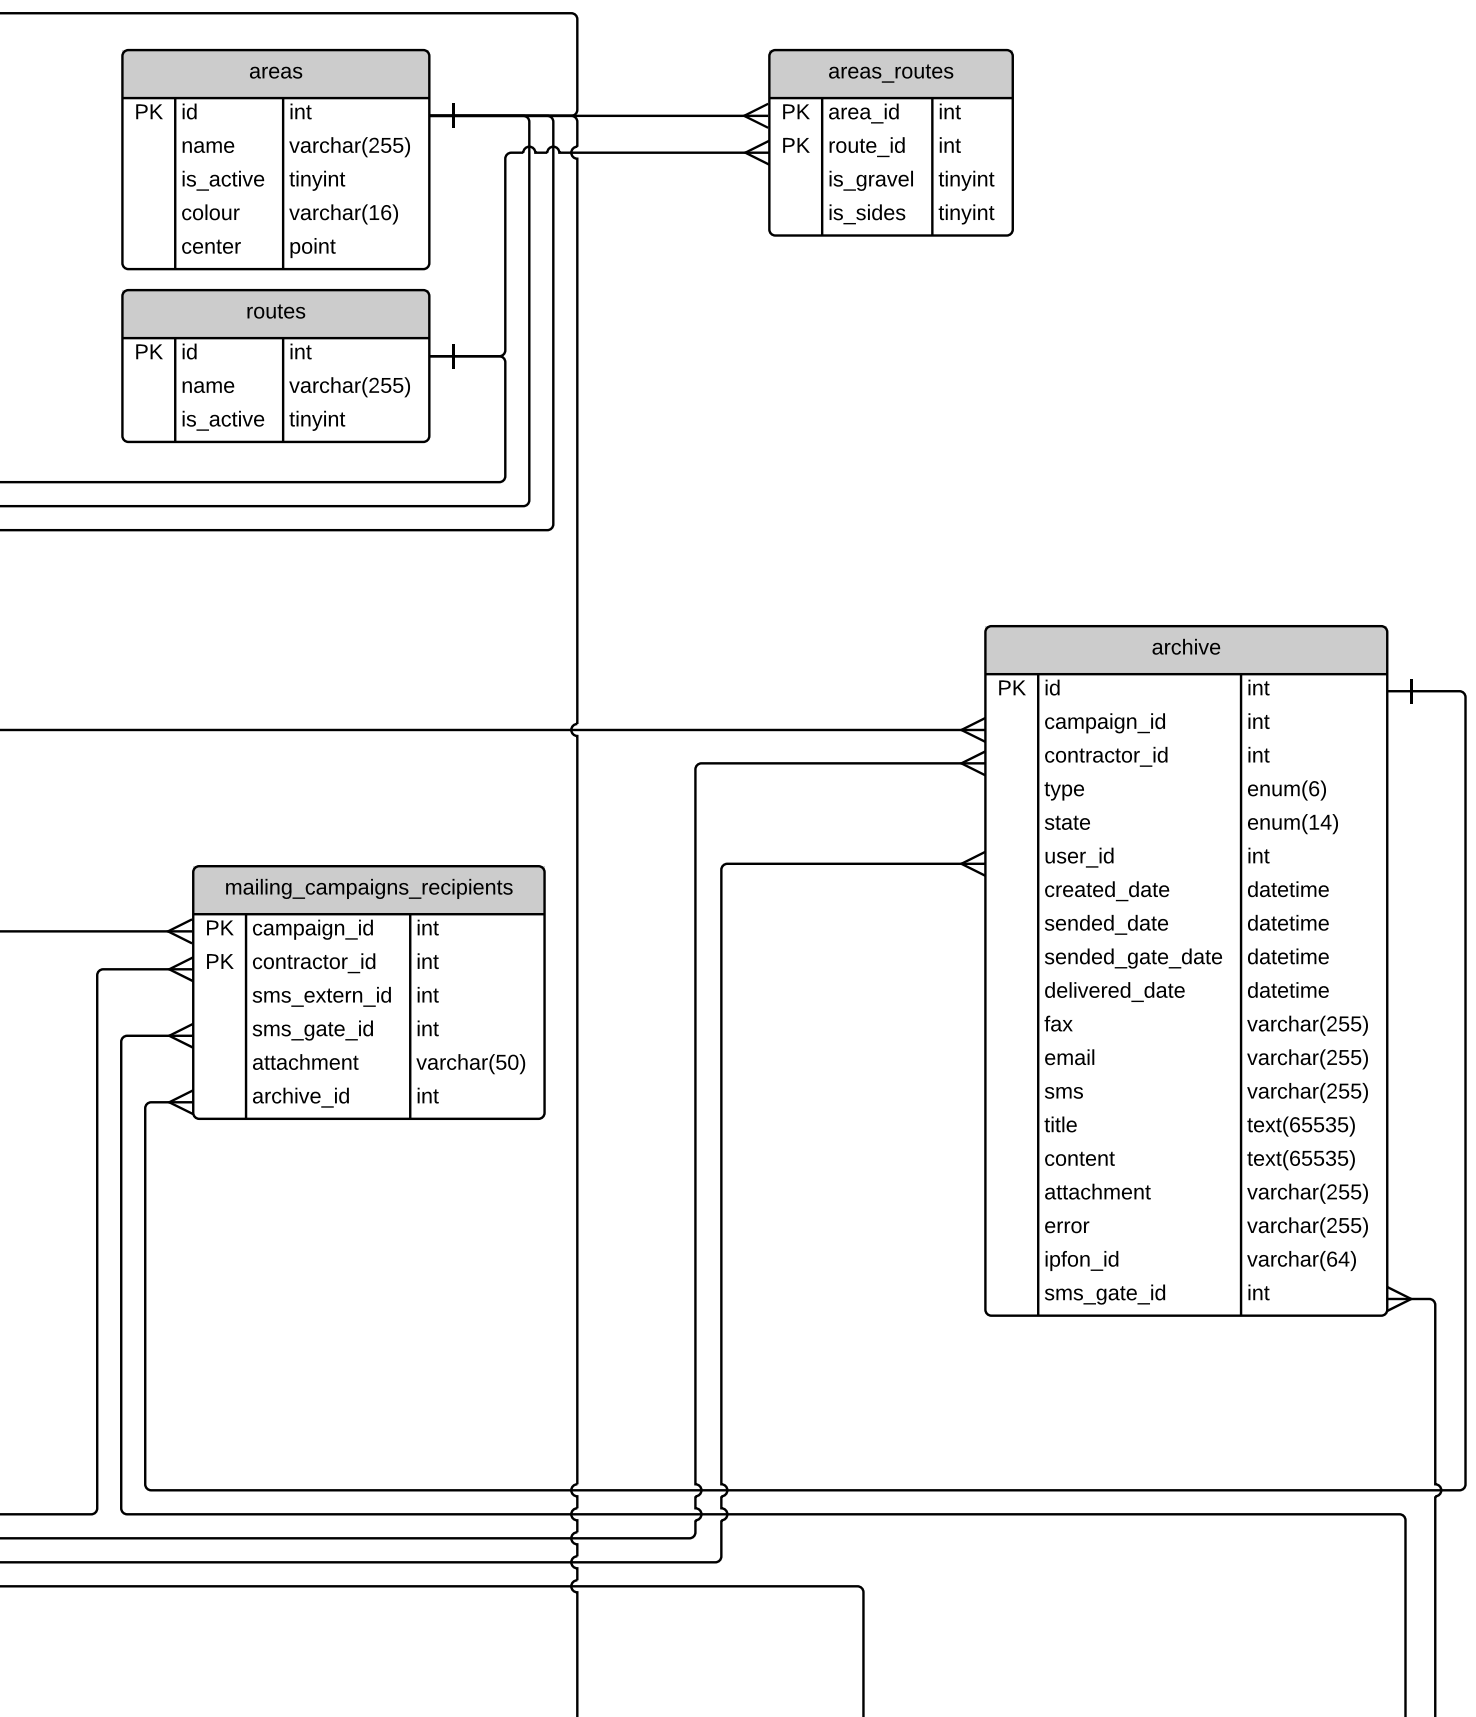 areas
PK id int
name varchar(255)
is_active tinyint
colour varchar(16)
center point
areas_routes
PK area_id int
PK route_id int
is_gravel tinyint
is_sides tinyint
routes
PK id int
name varchar(255)
is_active tinyint
archive
PK id int
campaign_id int
contractor_id int
type enum(6)
state enum(14)
user_id int
created_date datetime
sended_date datetime
sended_gate_date datetime
delivered_date datetime
fax varchar(255)
email varchar(255)
sms varchar(255)
title text(65535)
content text(65535)
attachment varchar(255)
error varchar(255)
ipfon_id varchar(64)
sms_gate_id int
mailing_campaigns_recipients
PK campaign_id int
PK contractor_id int
sms_extern_id int
sms_gate_id int
attachment varchar(50)
archive_id int